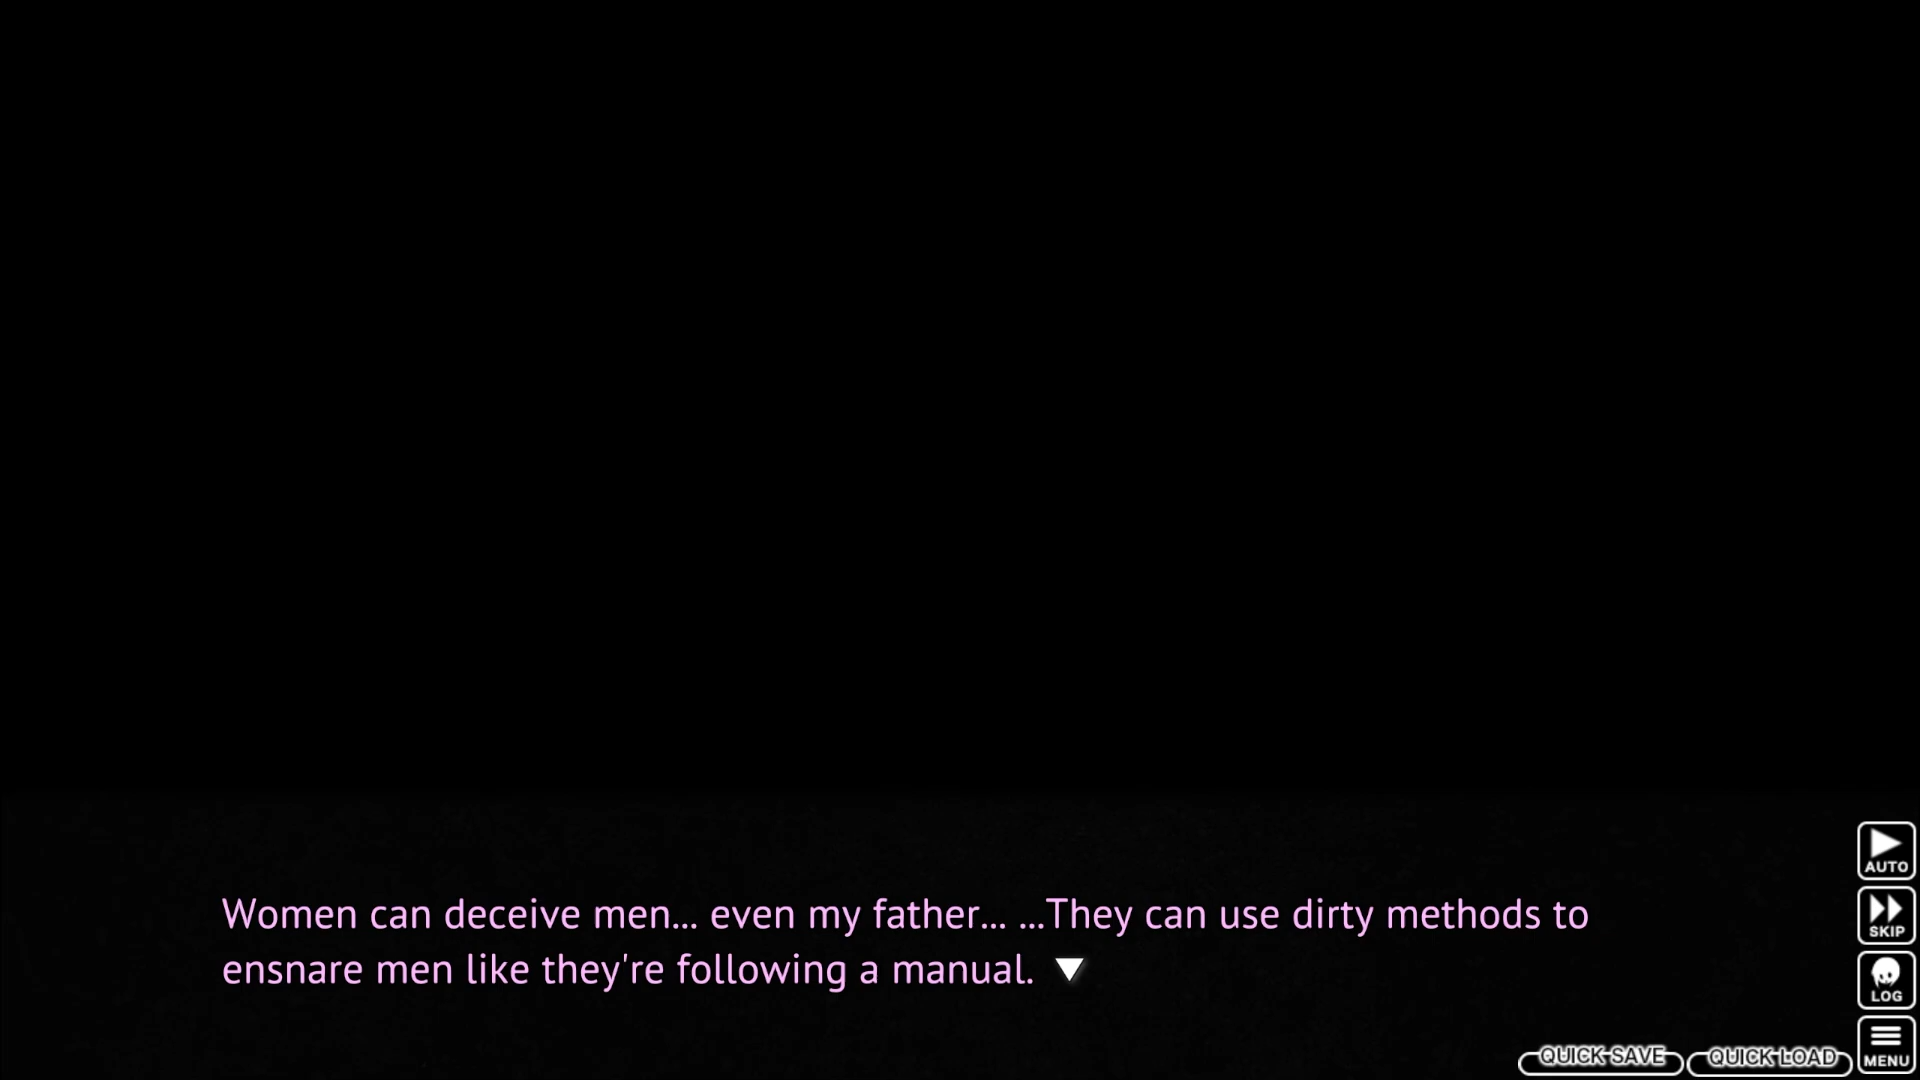 Women can deceive men... even my father... ...They can use dirty methods to
ensnare men like they're following a manual.
AUTO
SKIP
LOG
MENU
QUICK SAVE QUICK LOAD